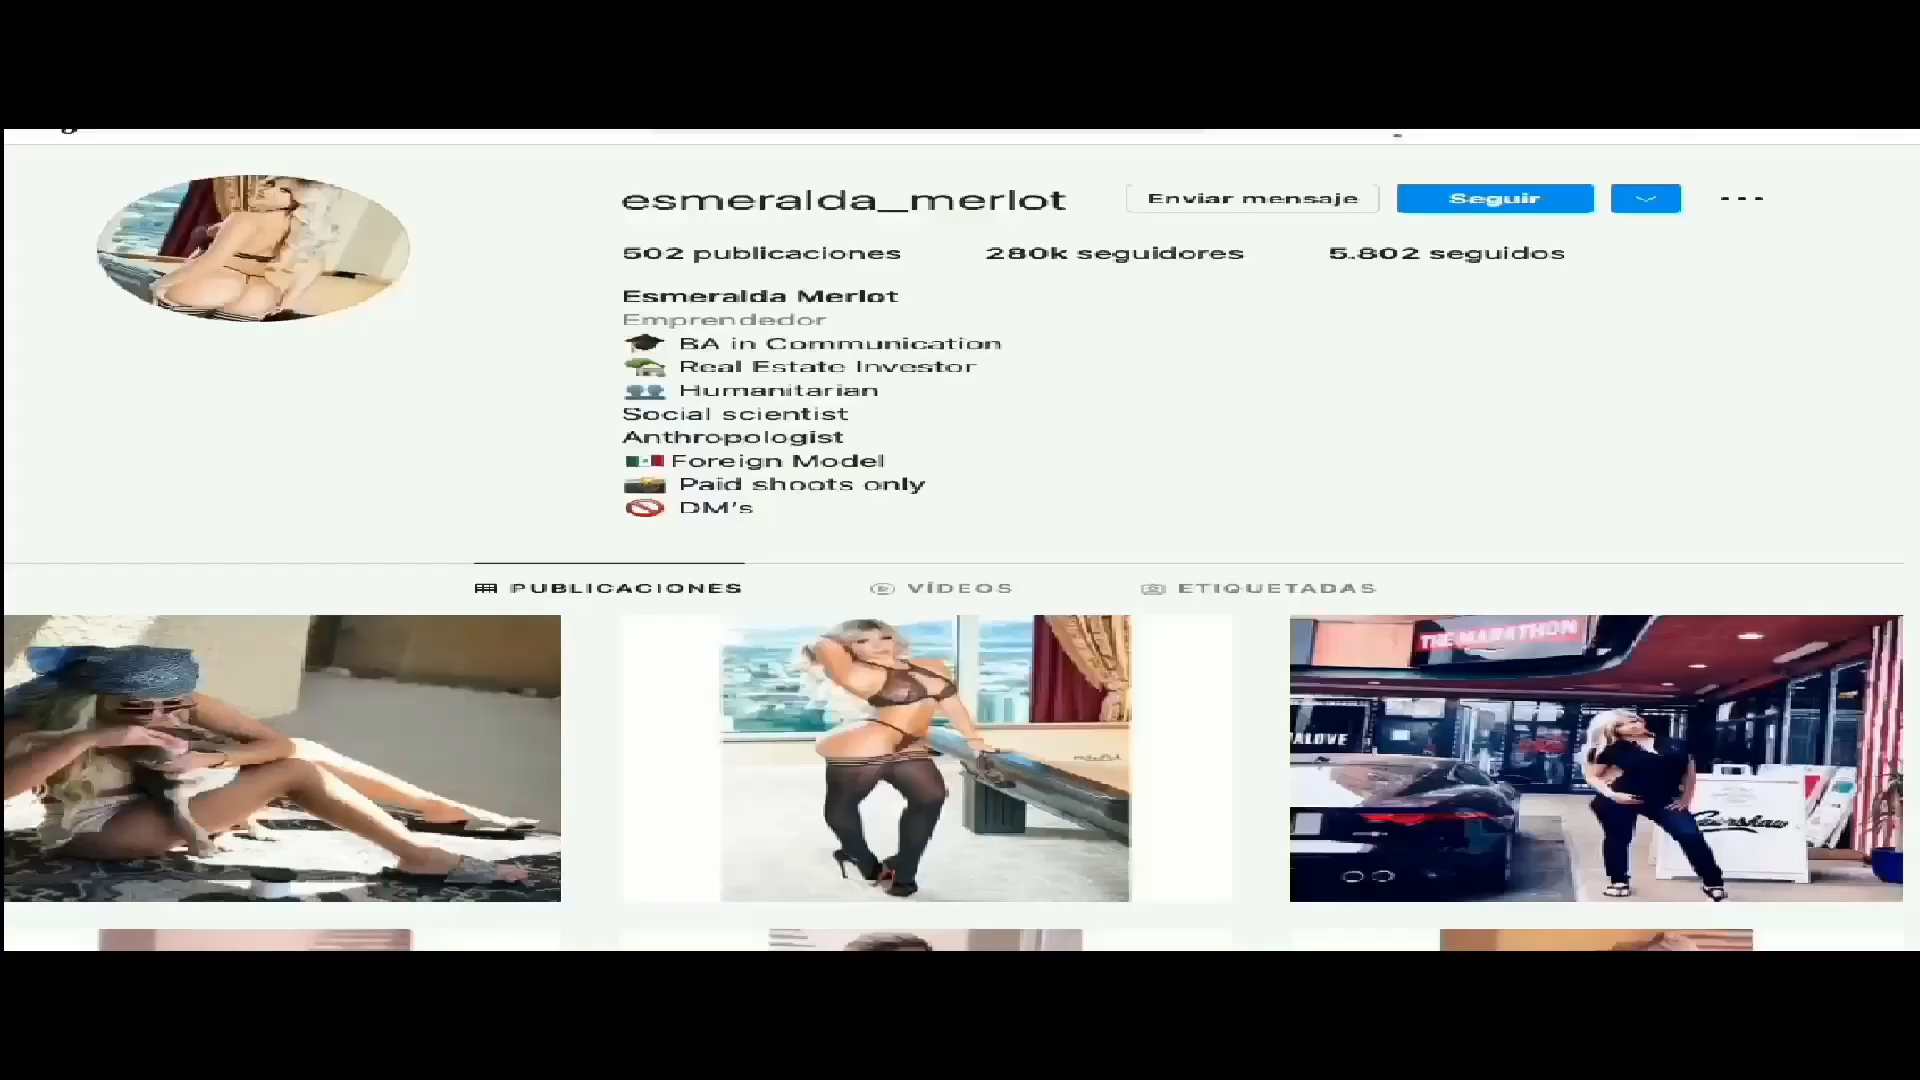 esmeralda_merlot Enviar mensaje Seguir
502 publicaciones 280k seguidores 5.802 seguidos
Esmeralda Merlot
Emprendedor
🎓 BA in Communication
🏡 Real Estate Investor
👥 Humanitarian
Social scientist
Anthropologist
🇲🇽Foreign Model
📸 Paid shoots only
🚫 DM's
PUBLICACIONES VÍDEOS ETIQUETADAS
THE MARATHON